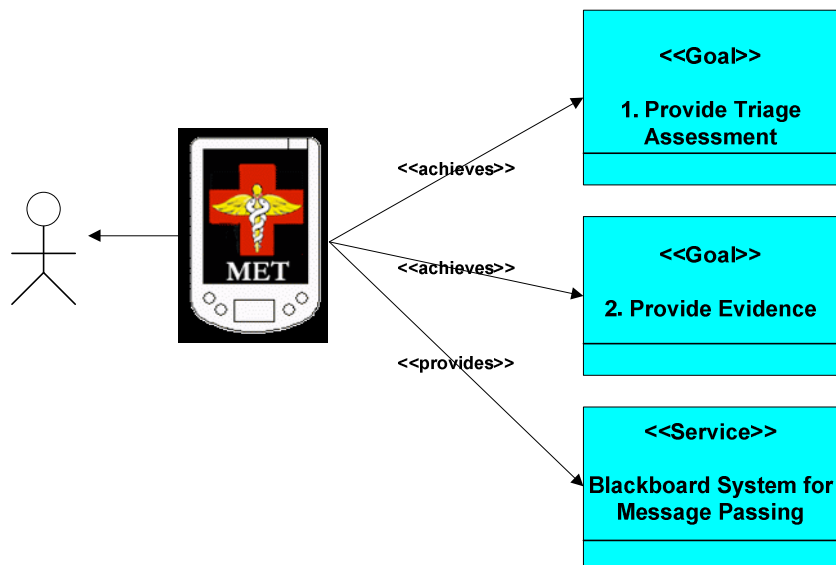 <<Goal>>
1. Provide Triage
Assessment
<<achieves>>
MET
<<Goal>>
<<achieves>>
2. Provide Evidence
<<provides>>
<<Service>>
Blackboard System for
Message Passing